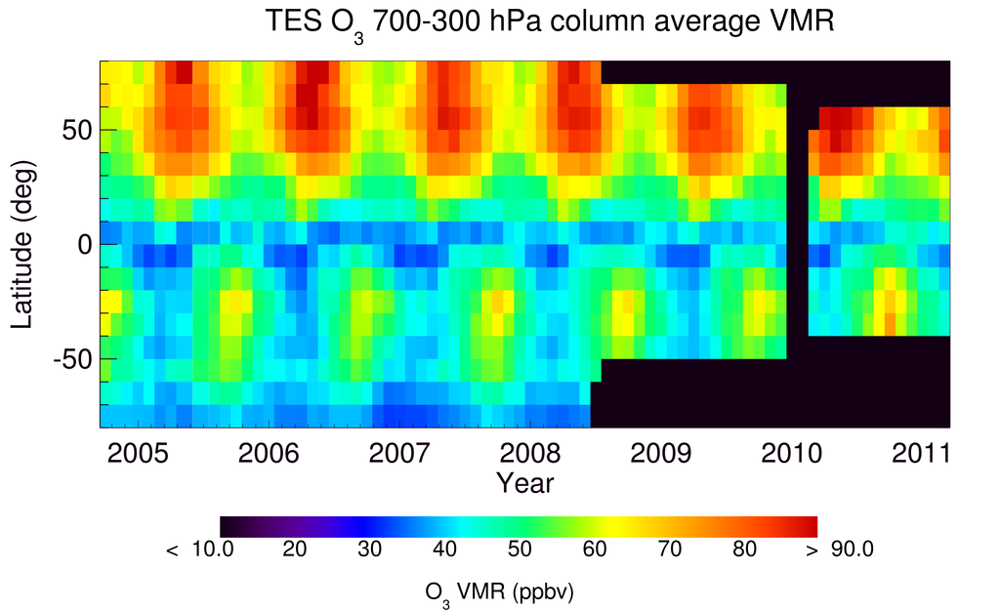 TES O₃ 700-300 hPa column average VMR
Latitude (deg)
50
0
-50
2005 2006 2007 2008 2009 2010 2011
Year
< 10.0 20 30 40 50 60 70 80 > 90.0
O₃ VMR (ppbv)